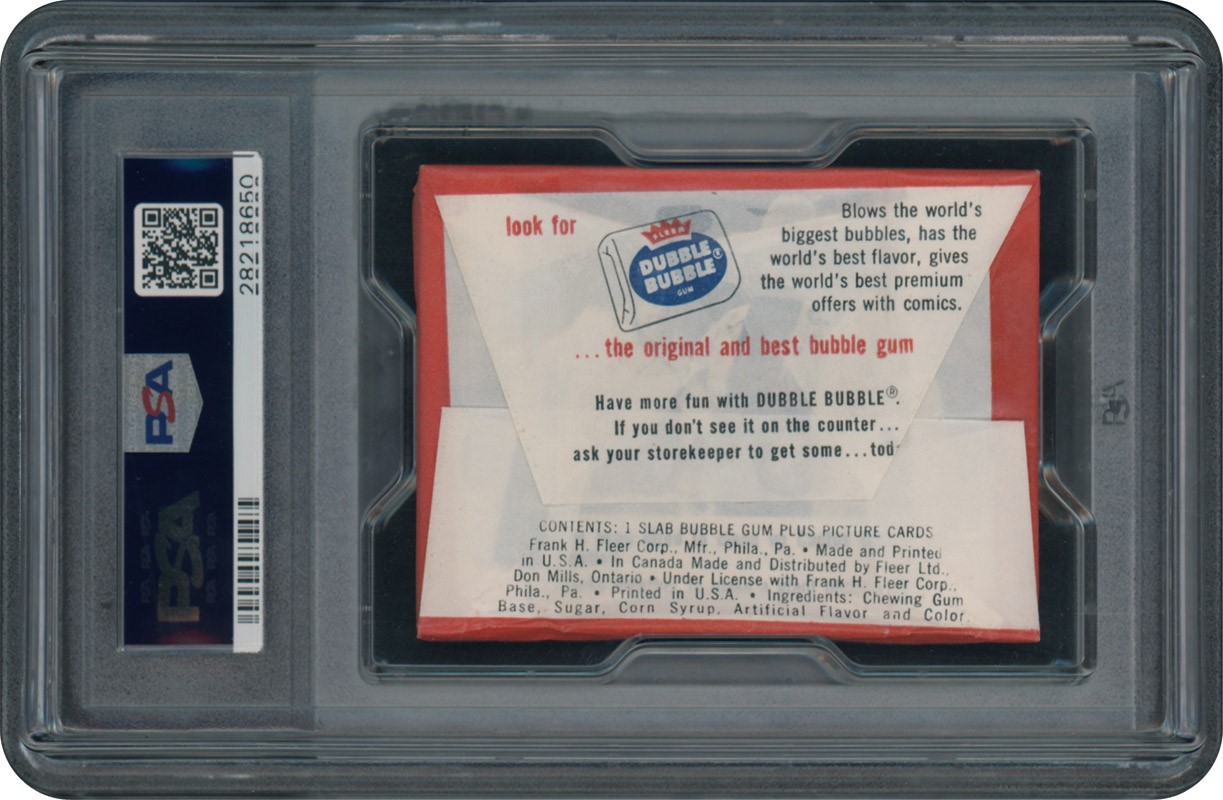 28218650
PSA
PSA
look for
FLEER
DUBBLE
BUBBLE®
GUM
Blows the world's
biggest bubbles, has the
world's best flavor, gives
the world's best premium
offers with comics.
...the original and best bubble gum
Have more fun with DUBBLE BUBBLE®.
If you don't see it on the counter...
ask your storekeeper to get some...tod
CONTENTS: 1 SLAB BUBBLE GUM PLUS PICTURE CARDS
Frank H. Fleer Corp., Mfr., Phila., Pa. • Made and Printed
in U.S.A. • In Canada Made and Distributed by Fleer Ltd.,
Don Mills, Ontario • Under License with Frank H. Fleer Corp.,
Phila., Pa. • Printed in U.S.A. • Ingredients: Chewing Gum
Base, Sugar, Corn Syrup, Artificial Flavor and Color.
PSA